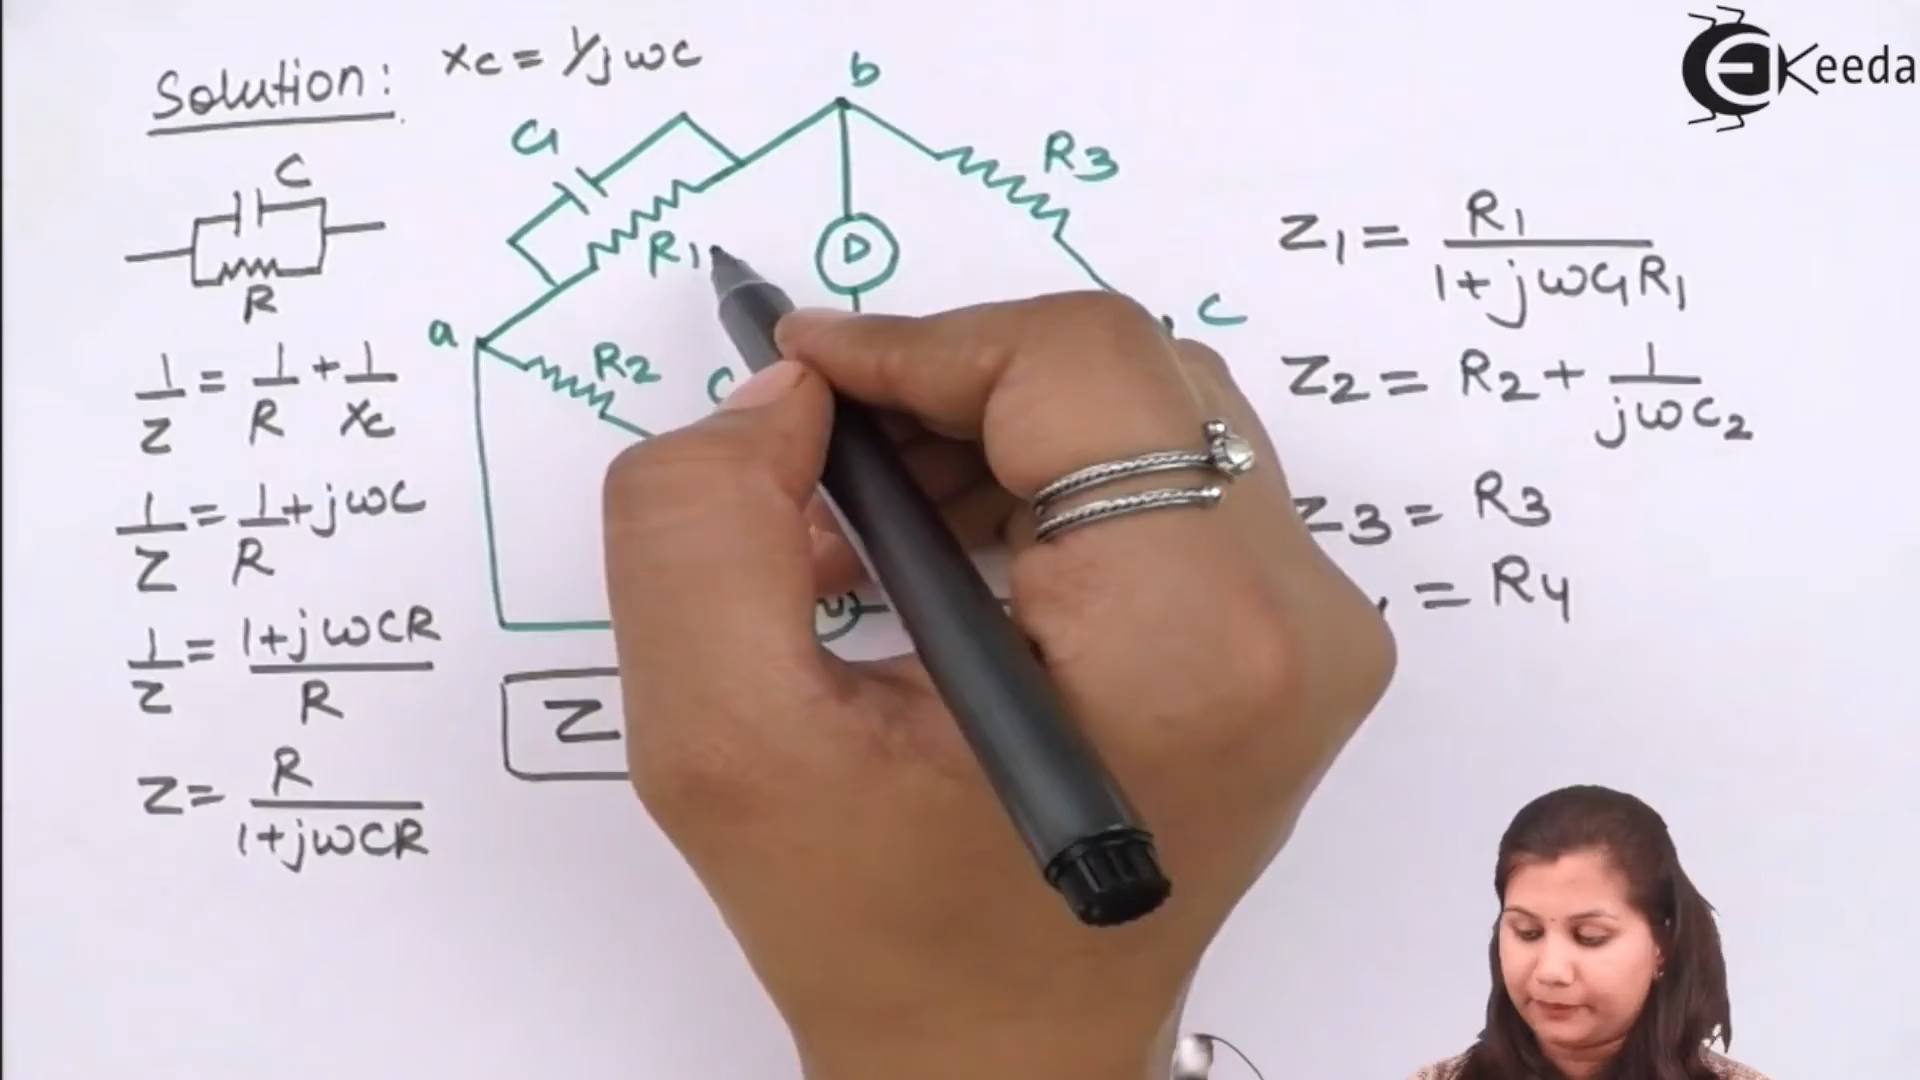 Solution:
Xc = 1/jωc
C
R
1/Z = 1/R + 1/Xc
1/Z = 1/R + jωC
1/Z = (1+jωCR)/R
Z = R/(1+jωCR)
C1
R1
a
b
R3
D
C
R2
C
Z
Z1 = R1/(1+jωC1R1)
Z2 = R2 + 1/jωC2
Z3 = R3
= R4
EKeeda